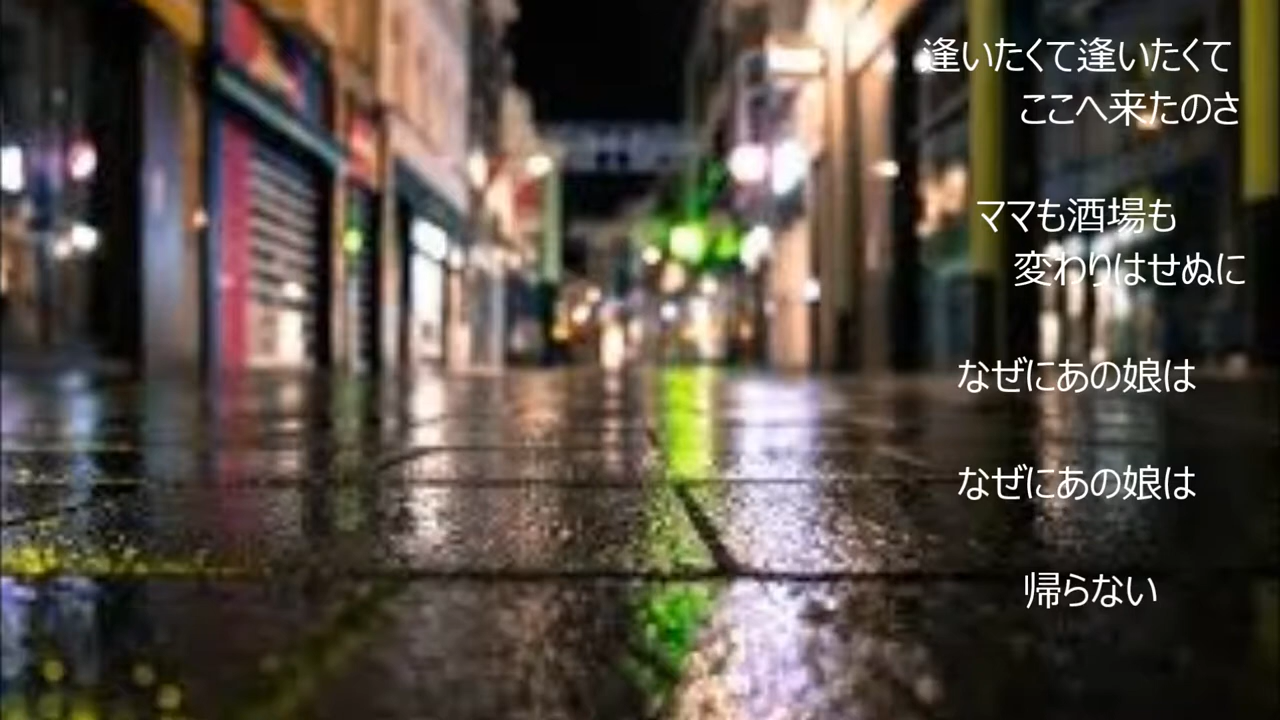 逢いたくて逢いたくて
ここへ来たのさ
ママも酒場も
変わりはせぬに
なぜにあの娘は
なぜにあの娘は
帰らない